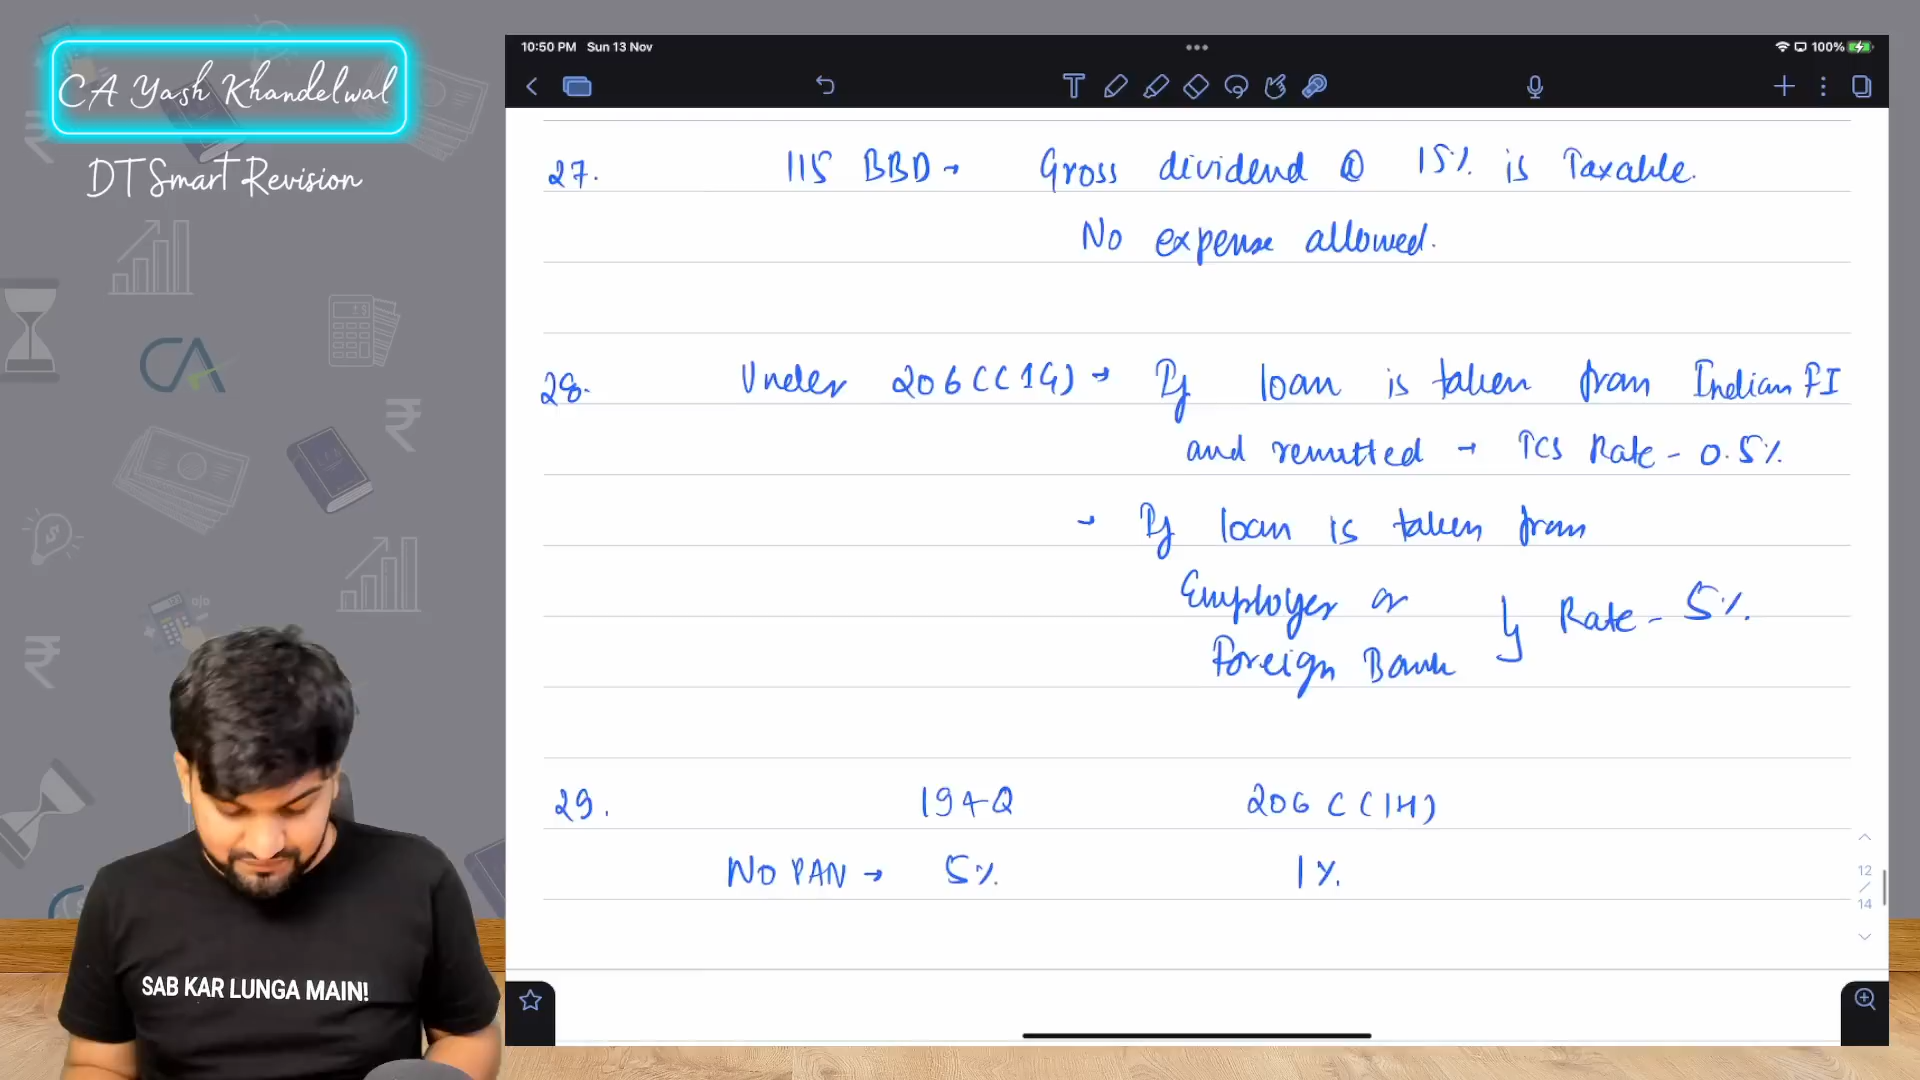 CA Yash Khandelwal
DT Smart Revision
10:50 PM Sun 13 Nov
100%
27. 115 BBD → Gross dividend @ 15% is Taxable.
No expense allowed.
28. Under 206C(1G) → If loan is taken from Indian FI
and remitted → TCS Rate - 0.5%
→ If loan is taken from
Employer or
Foreign Bank } Rate - 5%.
29. 194-Q 206C(1H)
NO PAN → 5% 1%.
12
/
14
SAB KAR LUNGA MAIN!
CA